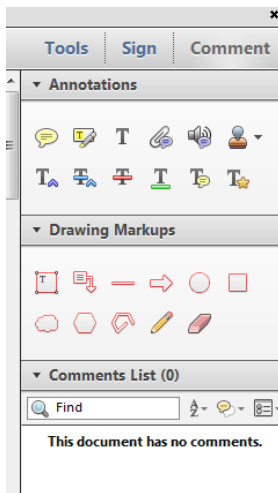 Tools Sign Comment
Annotations
Drawing Markups
Comments List (0)
Find
This document has no comments.